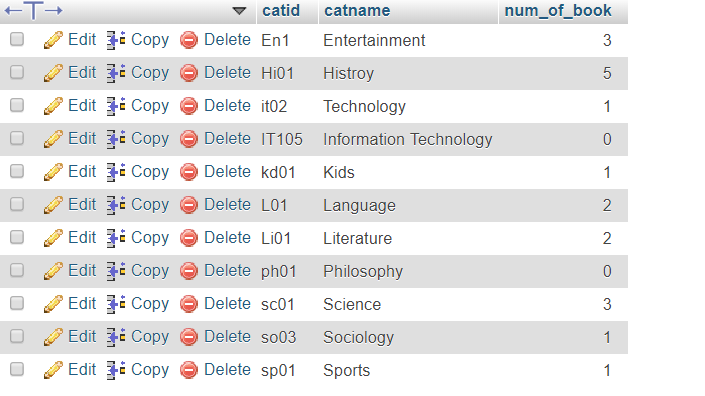 catid catname num_of_book
Edit Copy Delete En1 Entertainment 3
Edit Copy Delete Hi01 Histroy 5
Edit Copy Delete it02 Technology 1
Edit Copy Delete IT105 Information Technology 0
Edit Copy Delete kd01 Kids 1
Edit Copy Delete L01 Language 2
Edit Copy Delete Li01 Literature 2
Edit Copy Delete ph01 Philosophy 0
Edit Copy Delete sc01 Science 3
Edit Copy Delete so03 Sociology 1
Edit Copy Delete sp01 Sports 1